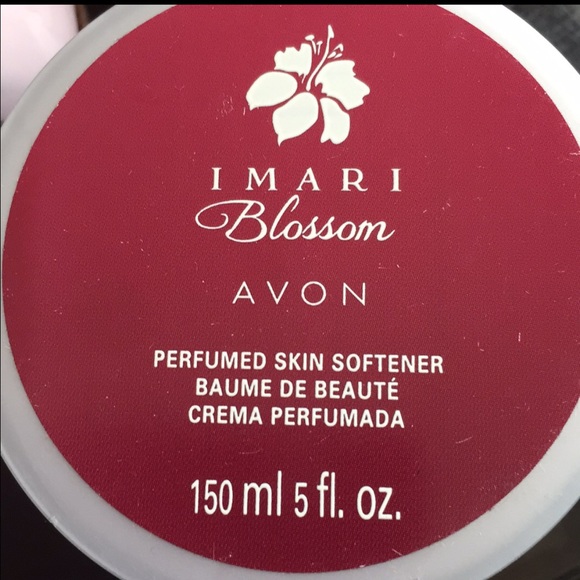 IMARI
Blossom
AVON
PERFUMED SKIN SOFTENER
BAUME DE BEAUTÉ
CREMA PERFUMADA
150 ml 5 fl. oz.